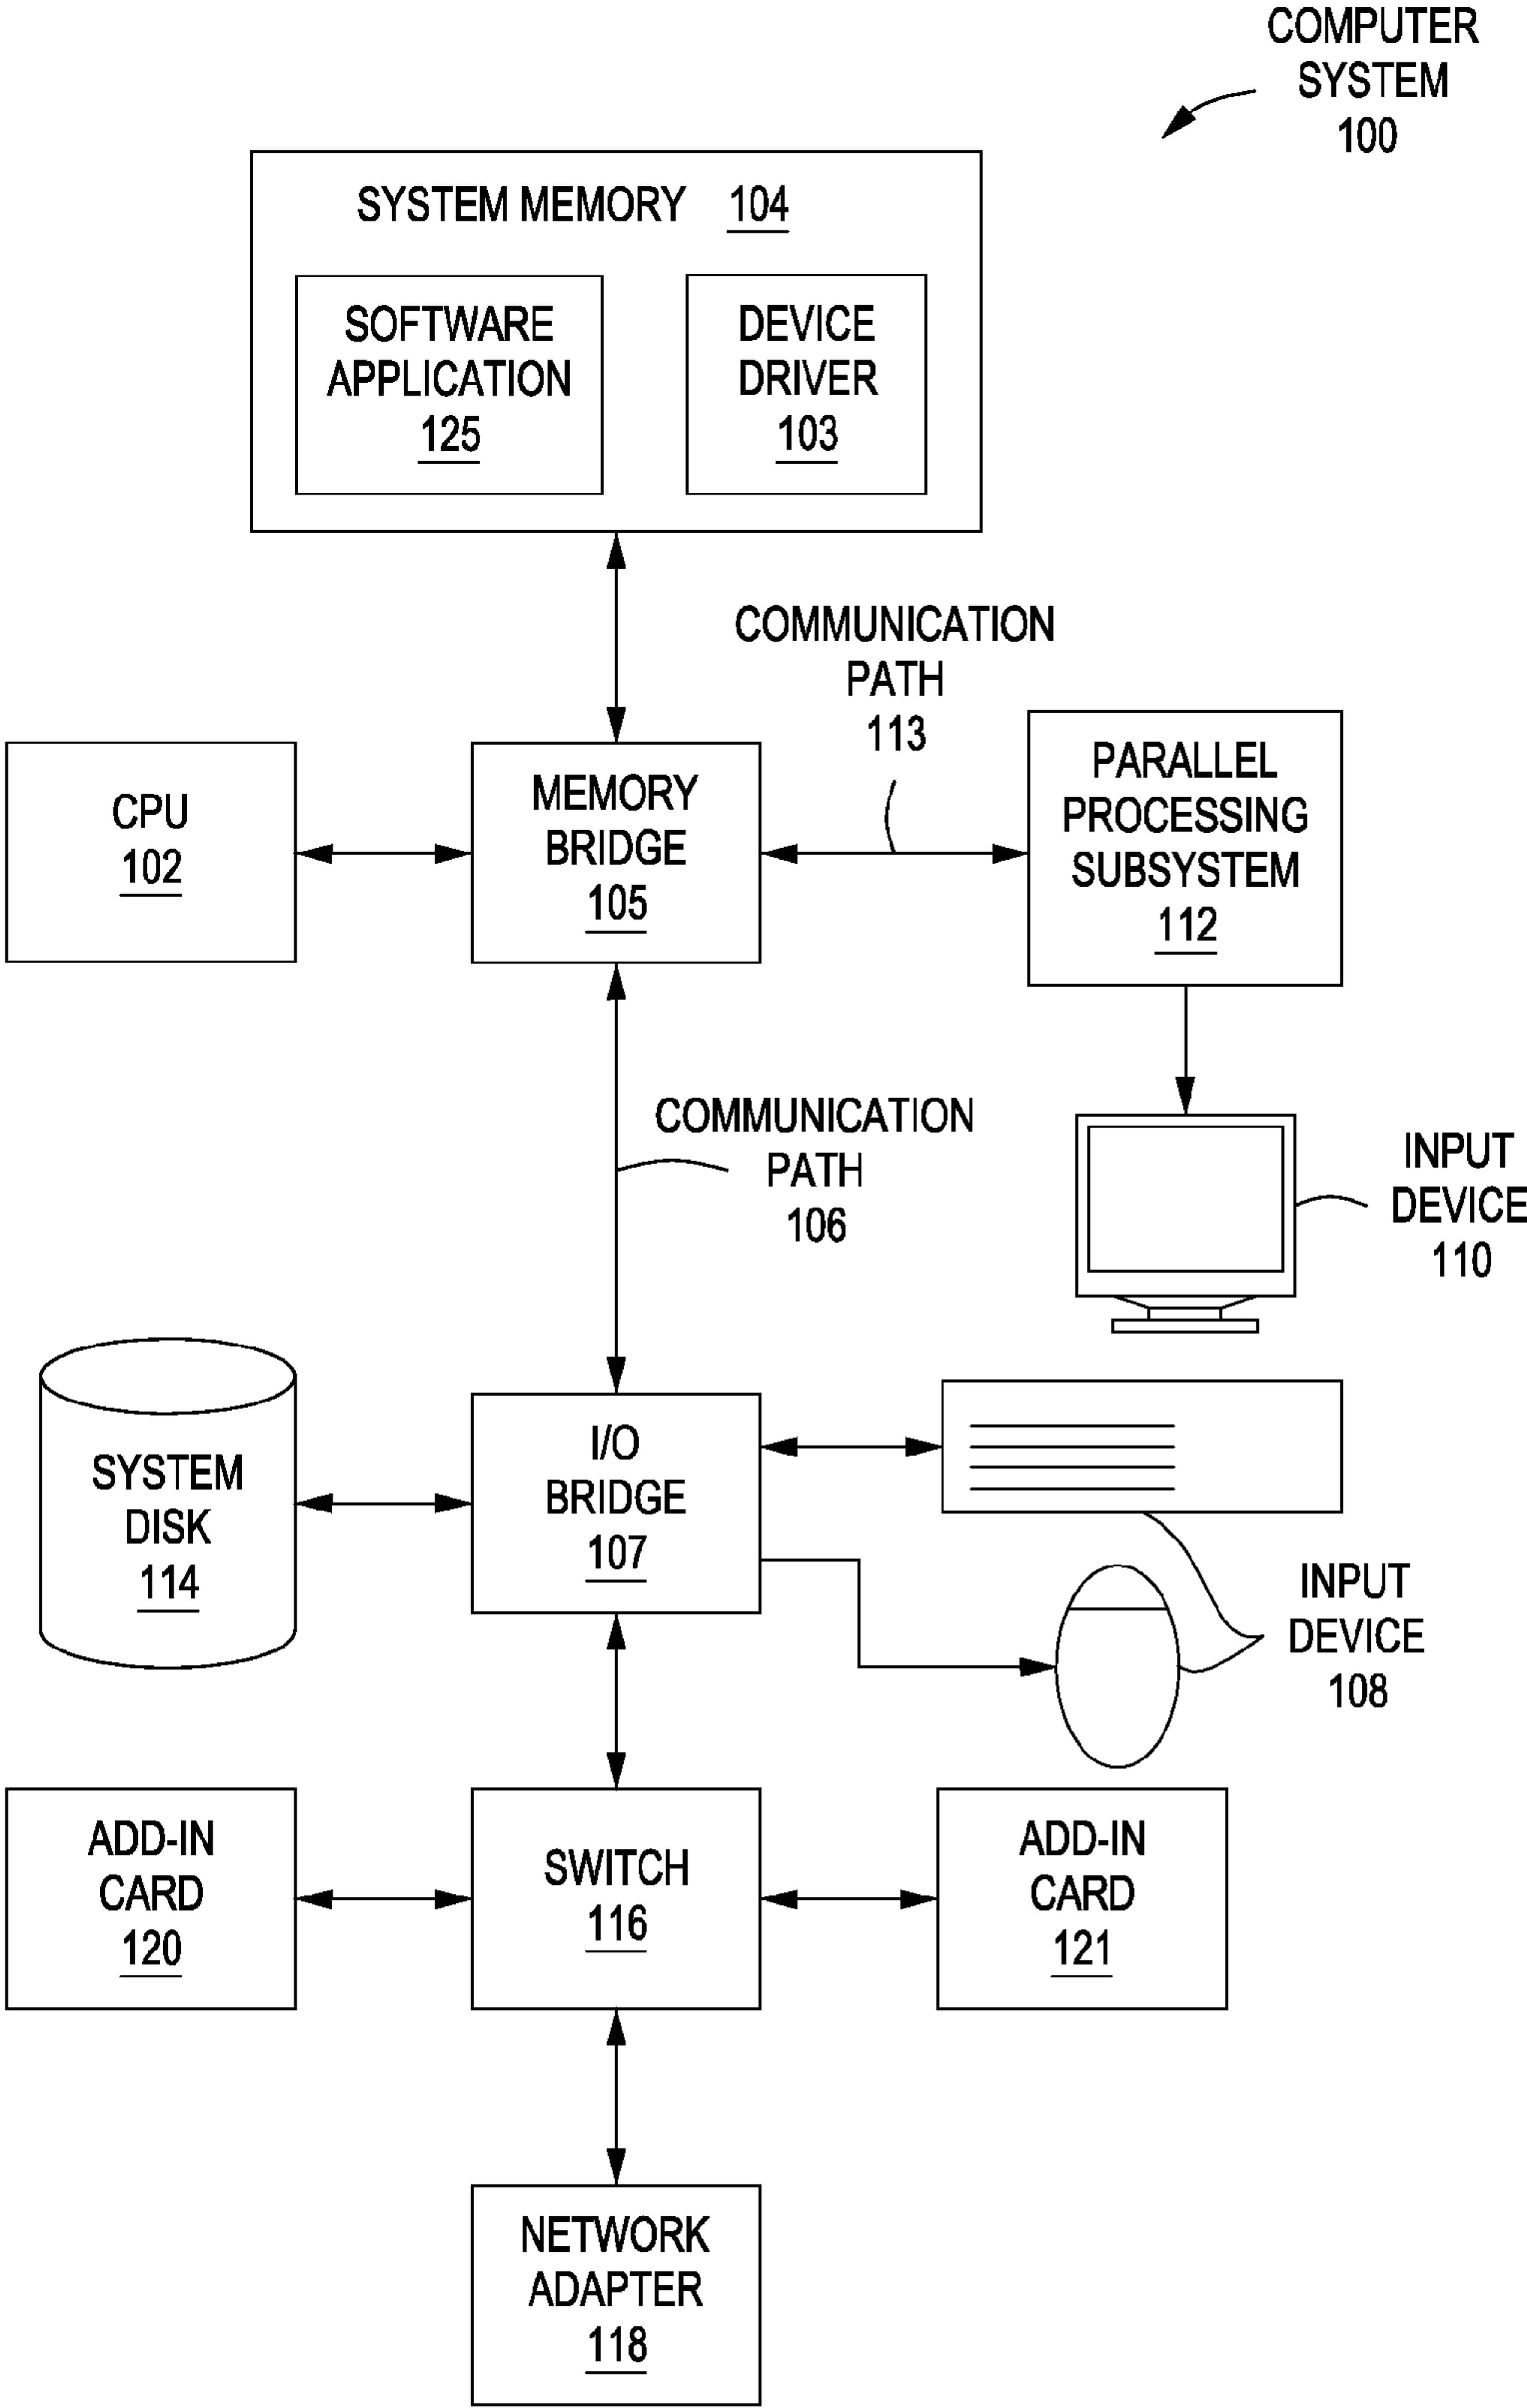 COMPUTER
SYSTEM
100
SYSTEM MEMORY 104
SOFTWARE
APPLICATION
125
DEVICE
DRIVER
103
COMMUNICATION
PATH
113
CPU
102
MEMORY
BRIDGE
105
PARALLEL
PROCESSING
SUBSYSTEM
112
COMMUNICATION
PATH
106
INPUT
DEVICE
110
SYSTEM
DISK
114
I/O
BRIDGE
107
INPUT
DEVICE
108
ADD-IN
CARD
120
SWITCH
116
ADD-IN
CARD
121
NETWORK
ADAPTER
118